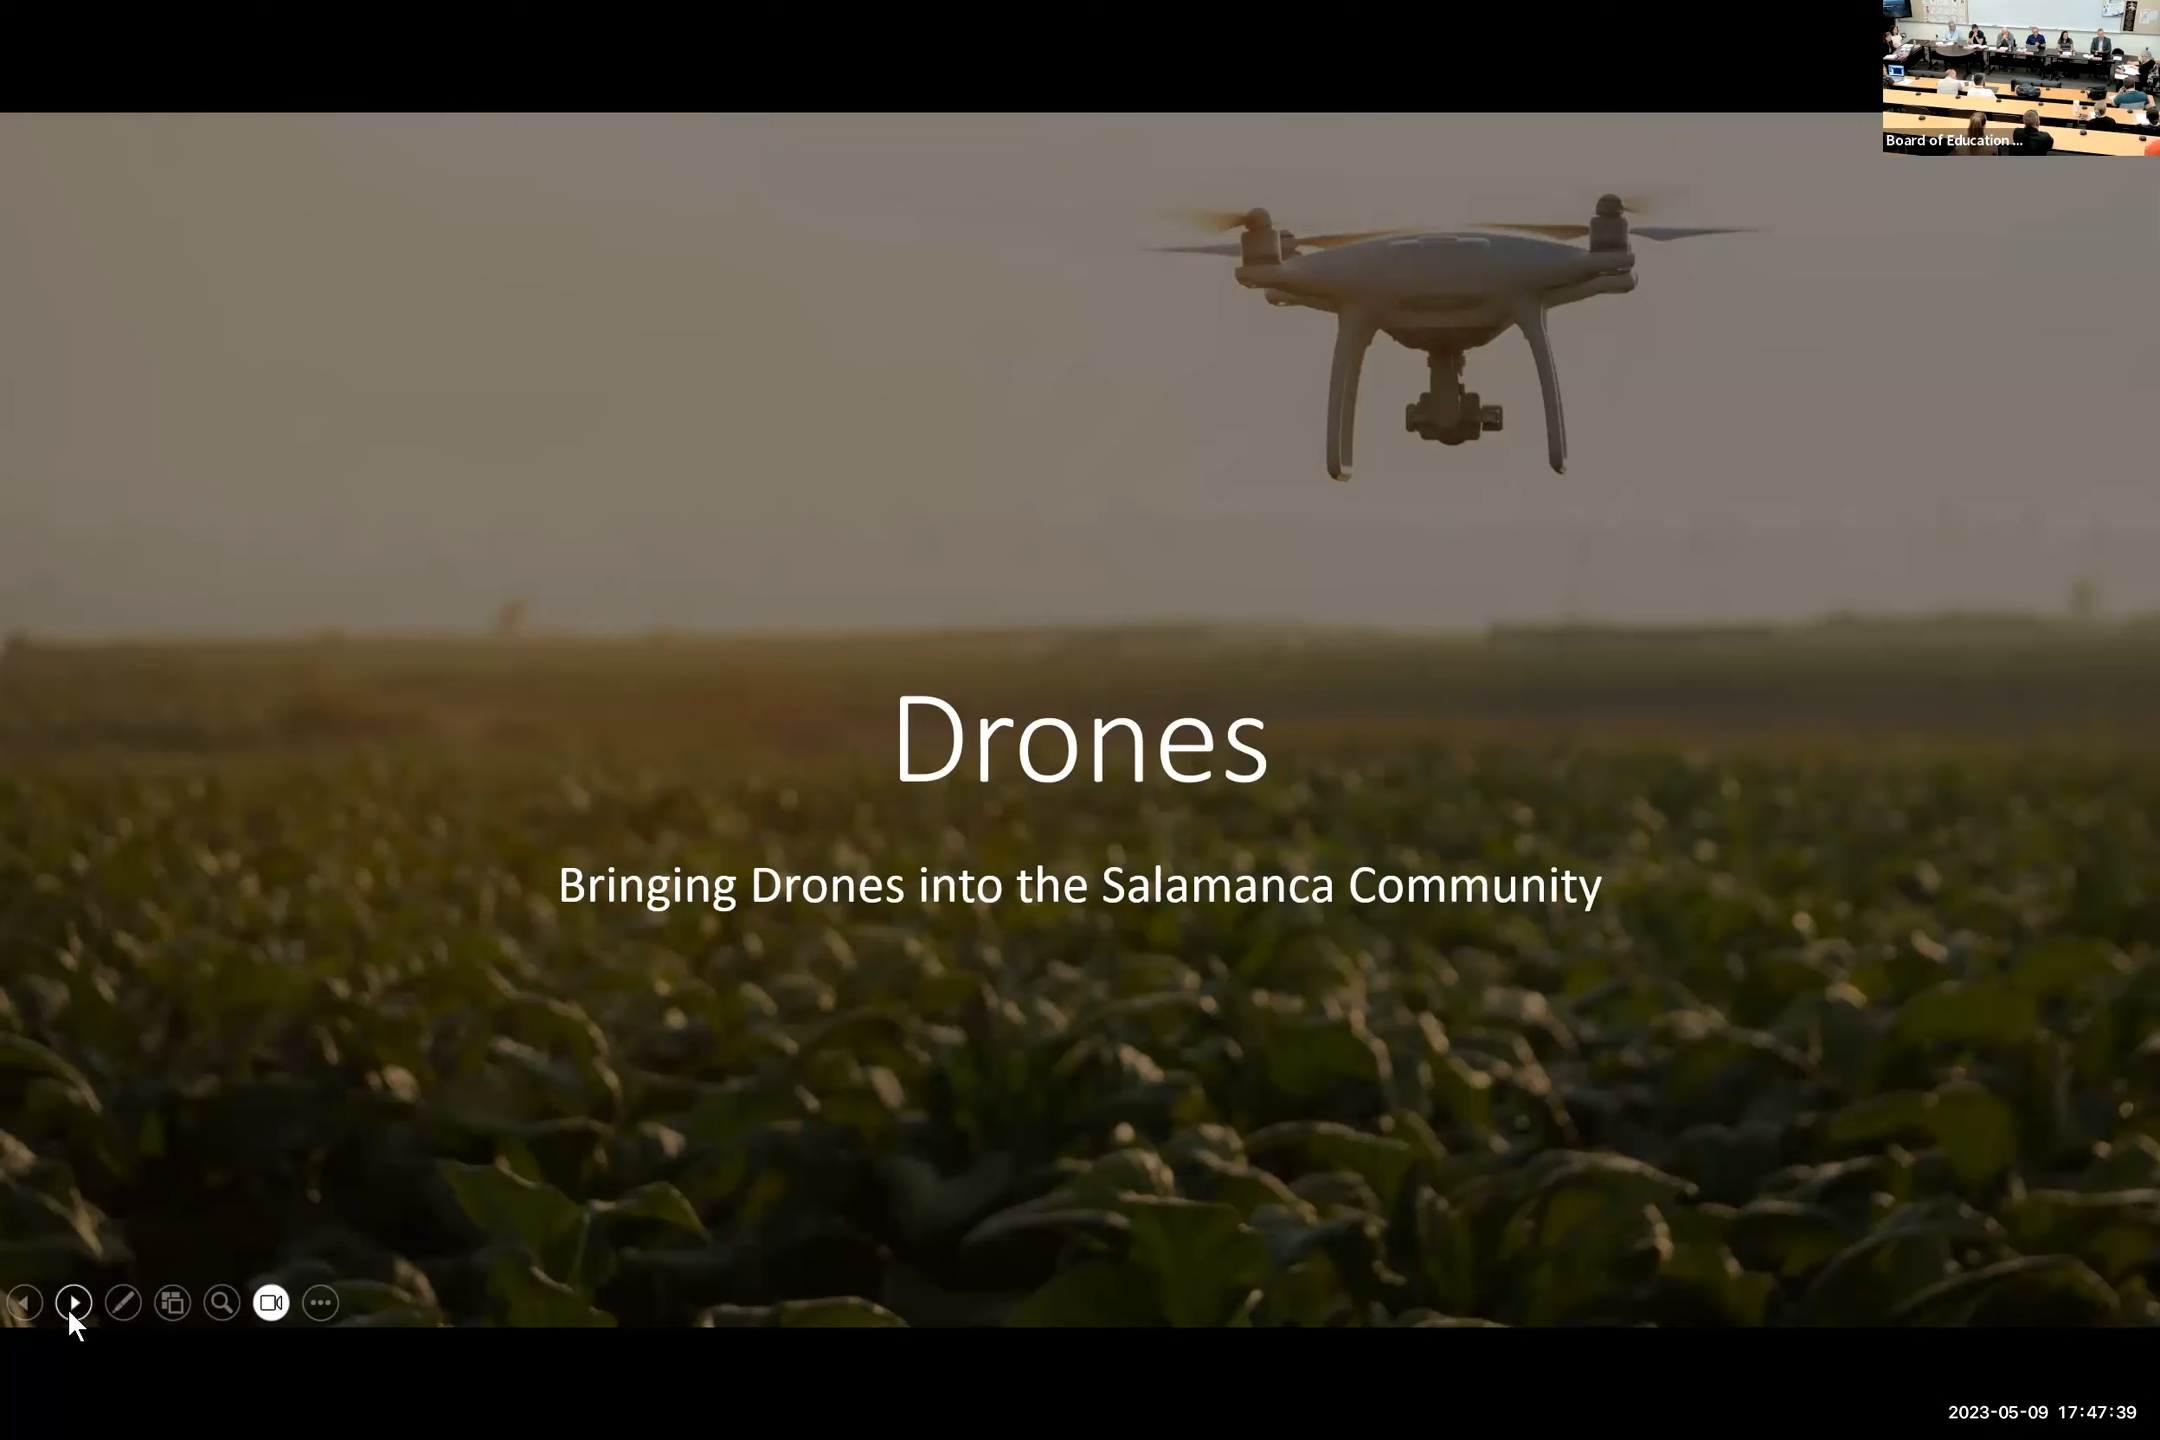 Board of Education ...
Drones
Bringing Drones into the Salamanca Community
2023-05-09 17:47:39